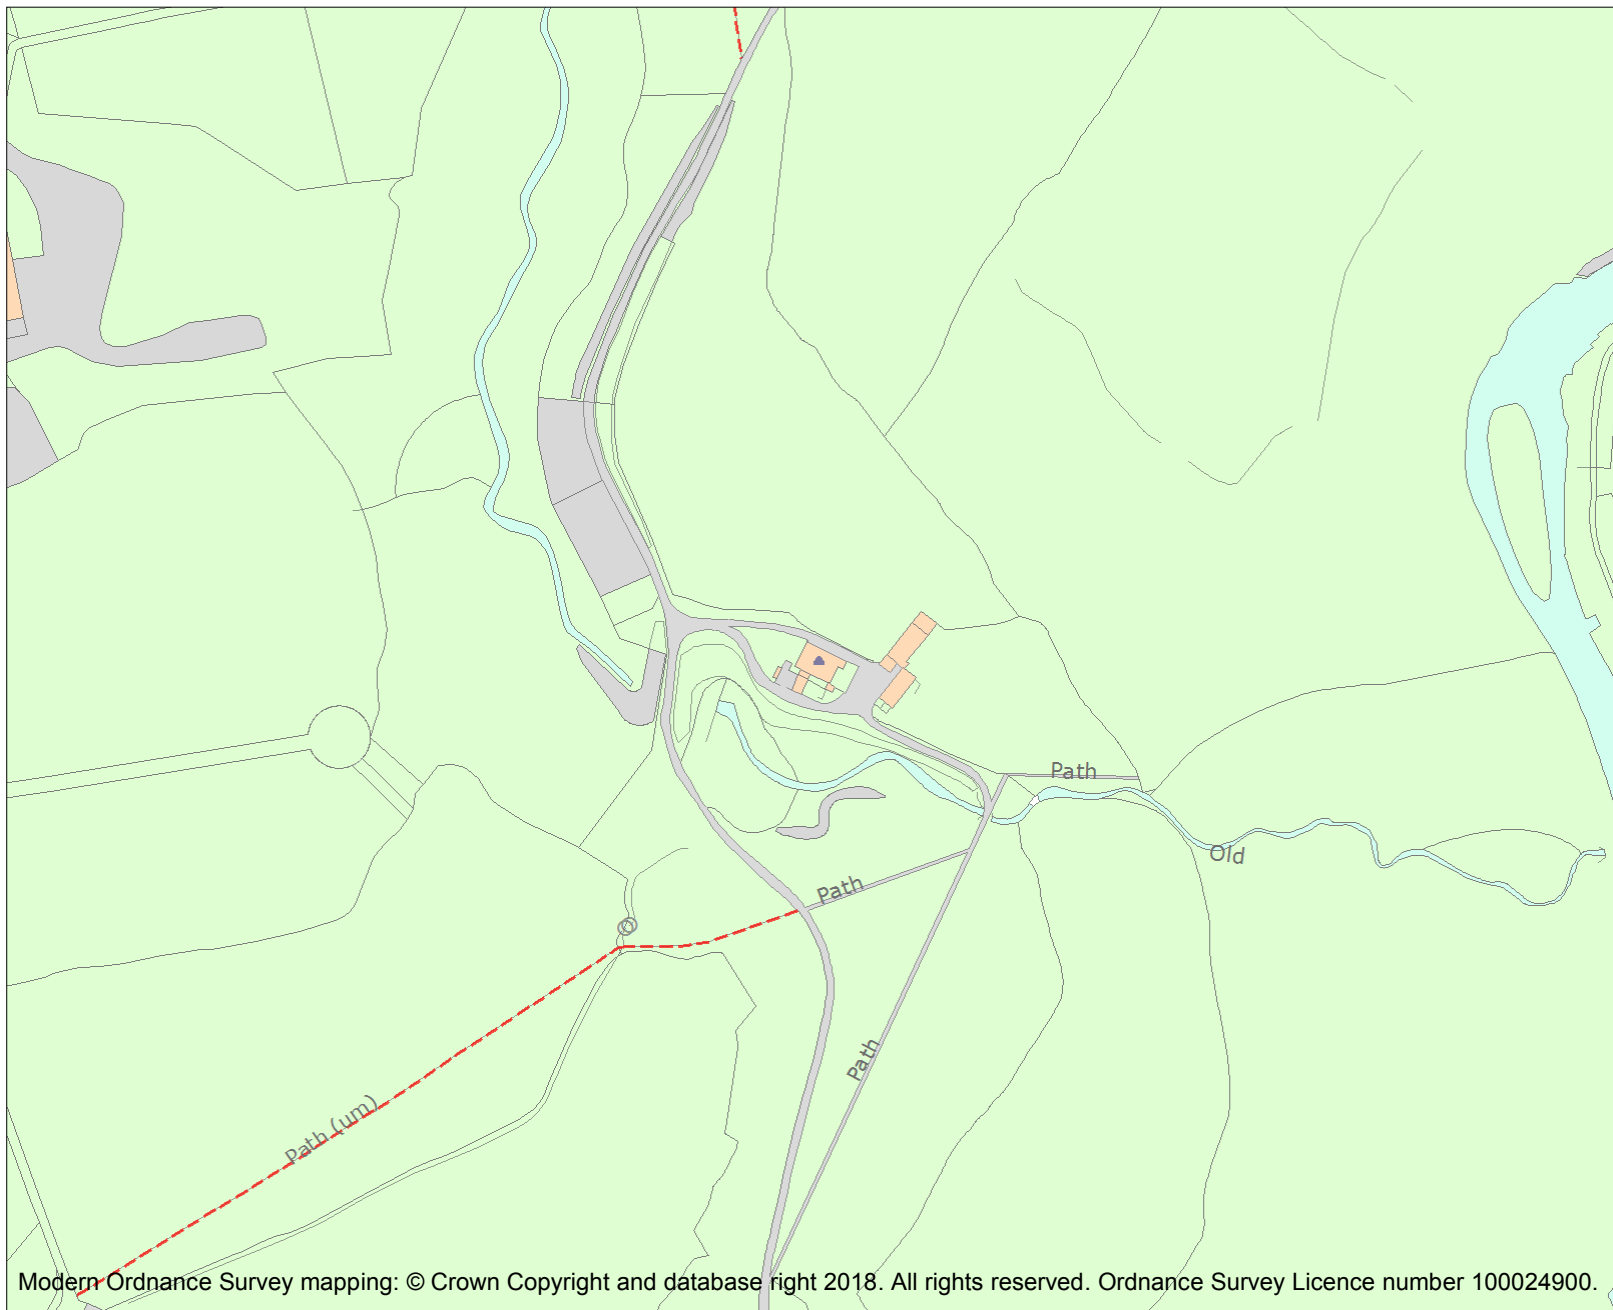 Path
Old
Path
Path
Path (um)
Modern Ordnance Survey mapping: © Crown Copyright and database right 2018. All rights reserved. Ordnance Survey Licence number 100024900.